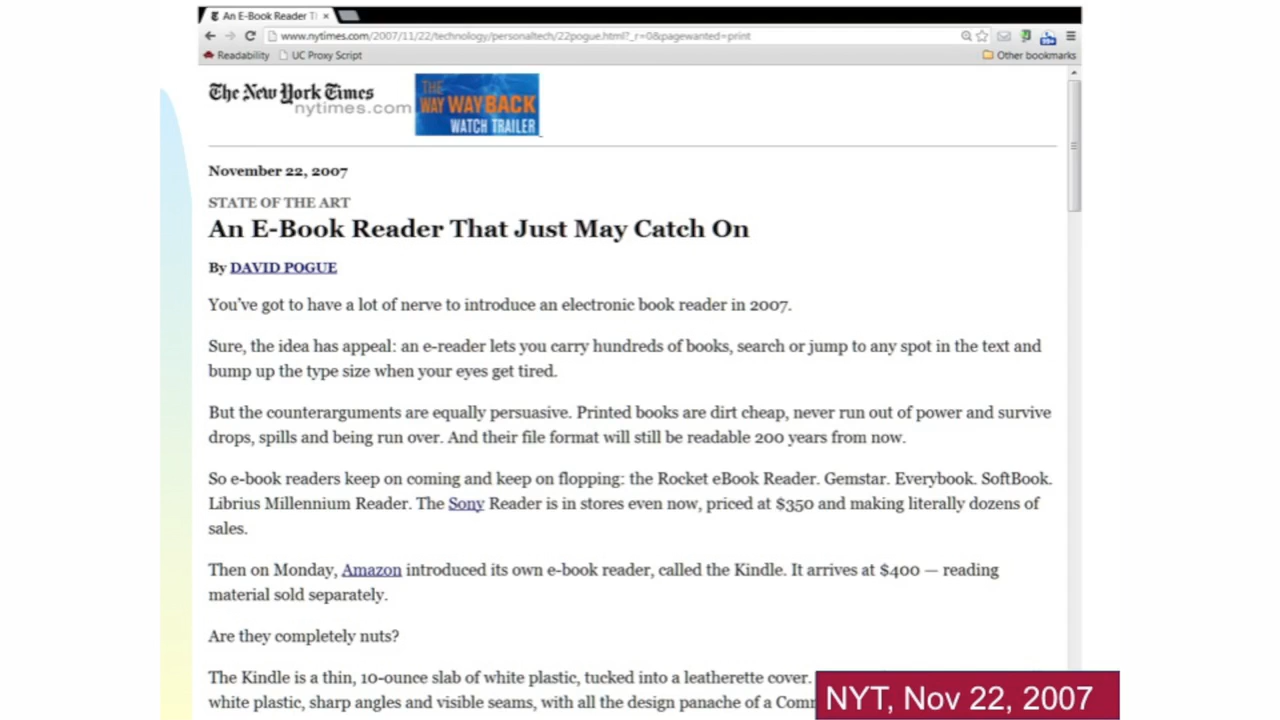 An E-Book Reader T
www.nytimes.com/2007/11/22/technology/personaltech/22pogue.html?_r=0&pagewanted=print
Readability UC Proxy Script Other bookmarks
The New York Times
nytimes.com
THE
WAY WAY BACK
WATCH TRAILER
November 22, 2007
STATE OF THE ART
An E-Book Reader That Just May Catch On
By DAVID POGUE
You've got to have a lot of nerve to introduce an electronic book reader in 2007.
Sure, the idea has appeal: an e-reader lets you carry hundreds of books, search or jump to any spot in the text and
bump up the type size when your eyes get tired.
But the counterarguments are equally persuasive. Printed books are dirt cheap, never run out of power and survive
drops, spills and being run over. And their file format will still be readable 200 years from now.
So e-book readers keep on coming and keep on flopping: the Rocket eBook Reader. Gemstar. Everybook. SoftBook.
Librius Millennium Reader. The Sony Reader is in stores even now, priced at $350 and making literally dozens of
sales.
Then on Monday, Amazon introduced its own e-book reader, called the Kindle. It arrives at $400 — reading
material sold separately.
Are they completely nuts?
The Kindle is a thin, 10-ounce slab of white plastic, tucked into a leatherette cover.
white plastic, sharp angles and visible seams, with all the design panache of a
NYT, Nov 22, 2007